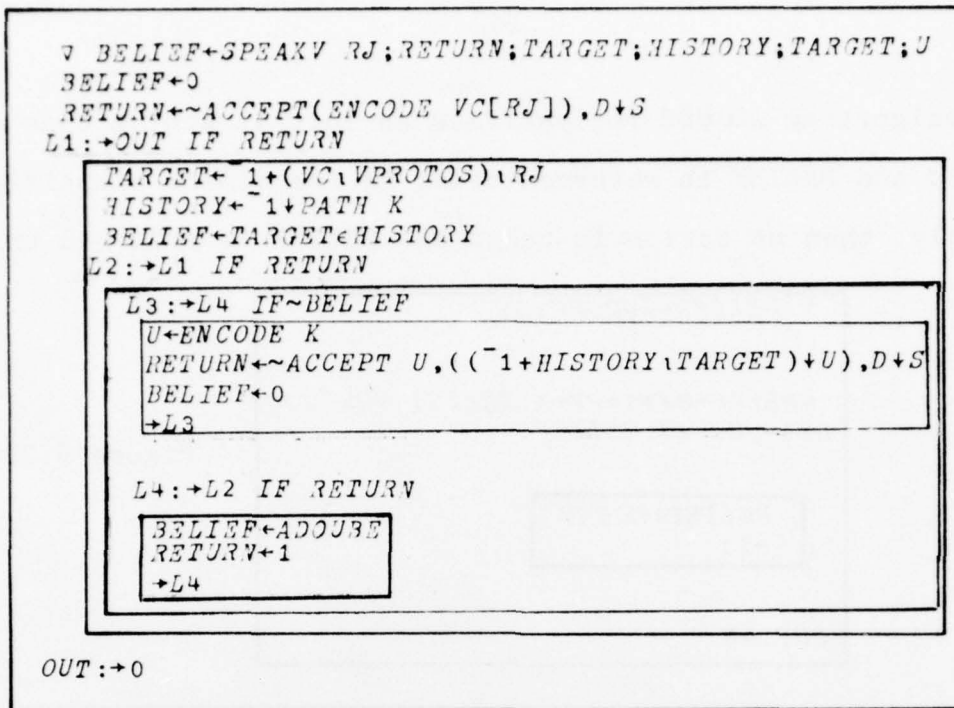 ∇ BELIEF←SPEAKV RJ;RETURN;TARGET;HISTORY;TARGET;U
BELIEF←0
RETURN←~ACCEPT(ENCODE VC[RJ]),D↓S
L1:→OUT IF RETURN
TARGET← ¯1+(VC⍳VPROTOS)⍳RJ
HISTORY← ¯1↓PATH K
BELIEF←TARGET∊HISTORY
L2:→L1 IF RETURN
L3:→L4 IF~BELIEF
U←ENCODE K
RETURN←~ACCEPT U,((¯1+HISTORY⍳TARGET)↓U),D↓S
BELIEF←0
→L3
L4:→L2 IF RETURN
BELIEF←ADOUBE
RETURN←1
→L4
OUT:→0